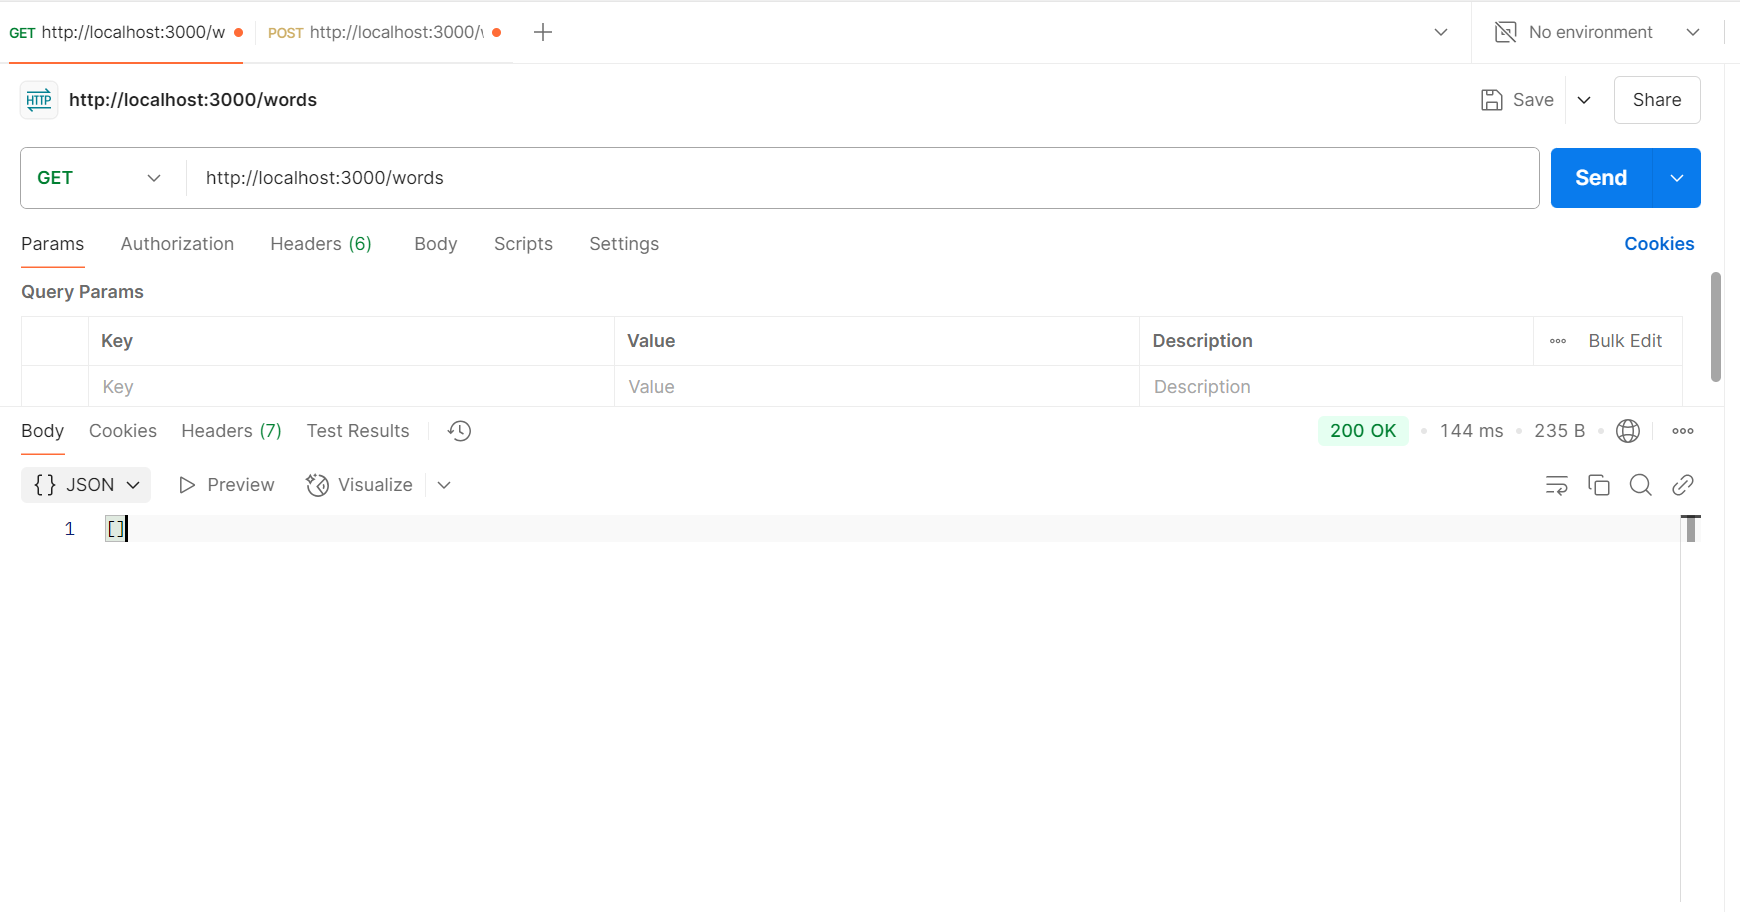 GET http://localhost:3000/w POST http://localhost:3000/ No environment
HTTP http://localhost:3000/words Save Share
GET http://localhost:3000/words Send
Params Authorization Headers (6) Body Scripts Settings Cookies
Query Params
Key Value Description Bulk Edit
Key Value Description
Body Cookies Headers (7) Test Results 200 OK 144 ms 235 B
{} JSON Preview Visualize
1 []